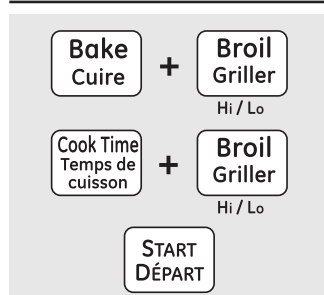 Bake + Broil
Cuire Griller
Hi / Lo
Cook Time + Broil
Temps de Griller
cuisson
Hi / Lo
START
DÉPART